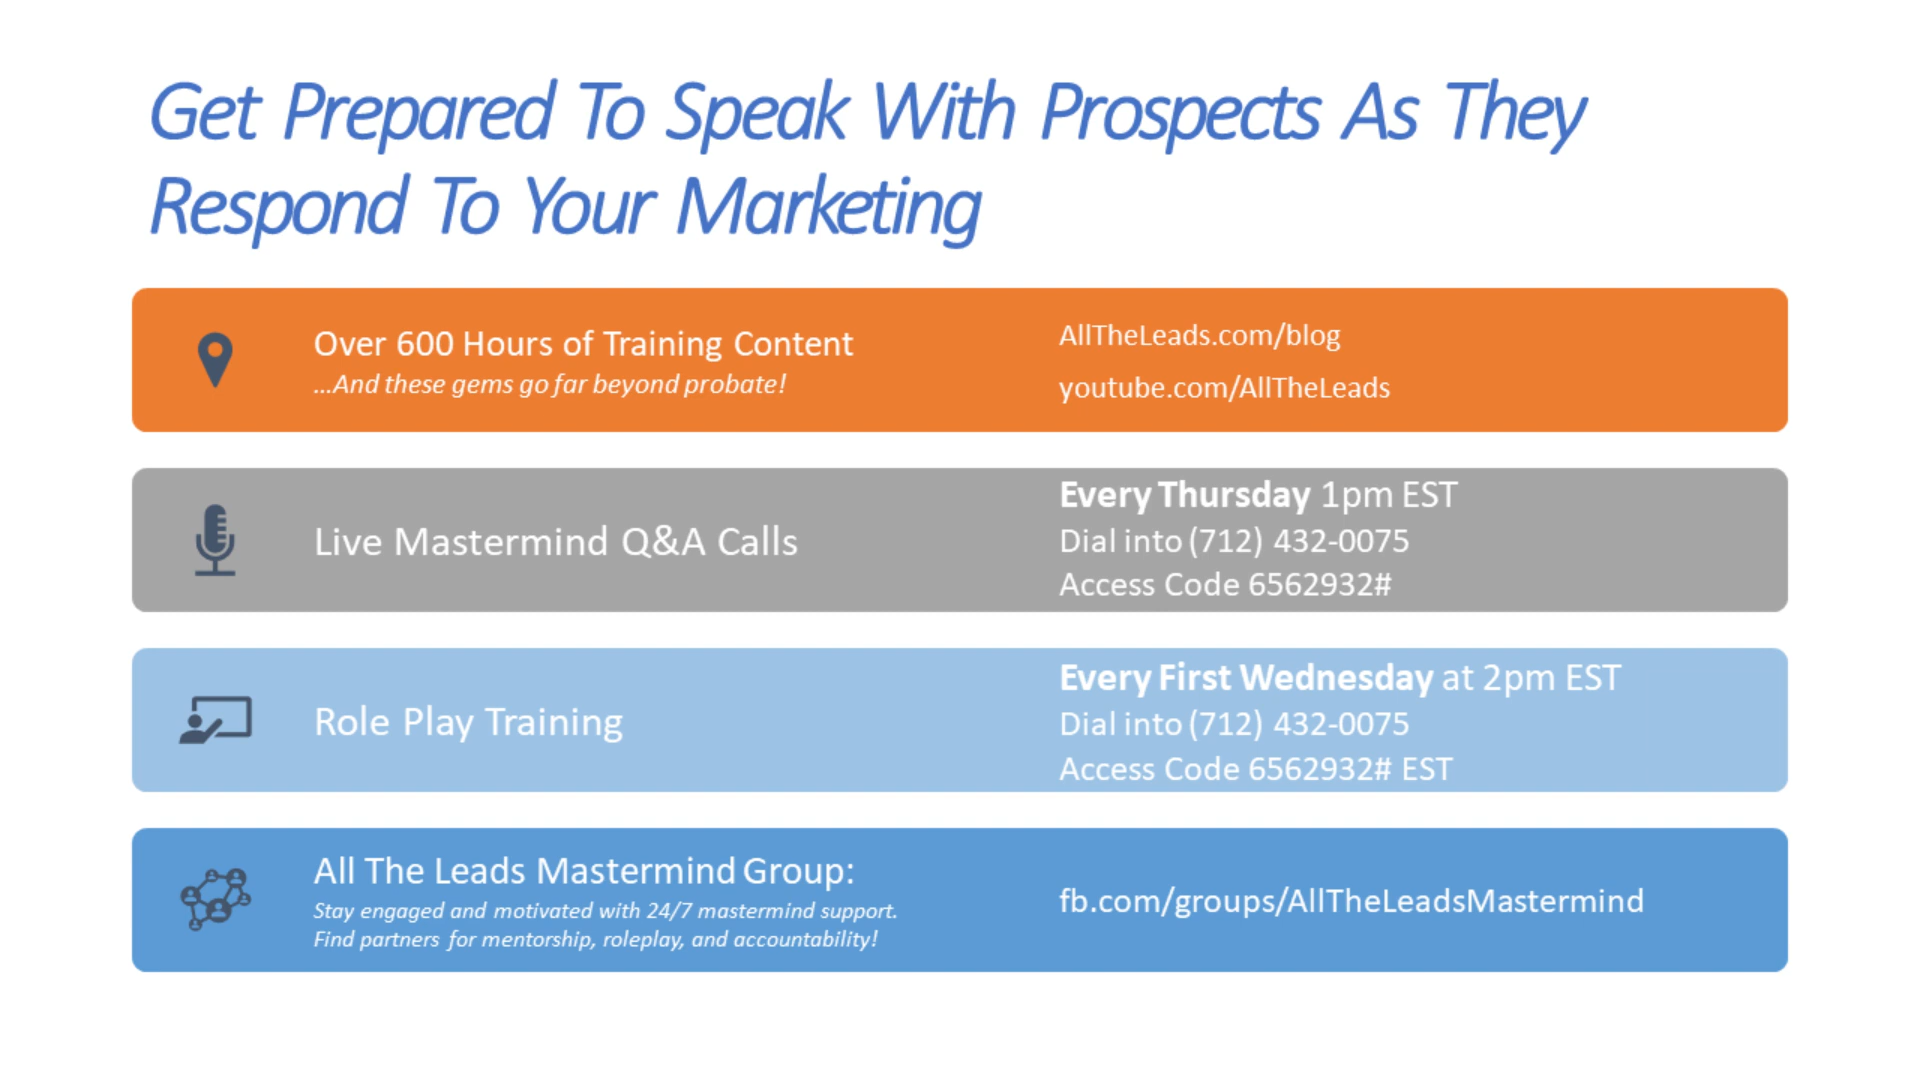 Get Prepared To Speak With Prospects As They
Respond To Your Marketing
Over 600 Hours of Training Content
...And these gems go far beyond probate!
AllTheLeads.com/blog
youtube.com/AllTheLeads
Live Mastermind Q&A Calls
Every Thursday 1pm EST
Dial into (712) 432-0075
Access Code 6562932#
Role Play Training
Every First Wednesday at 2pm EST
Dial into (712) 432-0075
Access Code 6562932# EST
All The Leads Mastermind Group:
Stay engaged and motivated with 24/7 mastermind support.
Find partners for mentorship, roleplay, and accountability!
fb.com/groups/AllTheLeadsMastermind